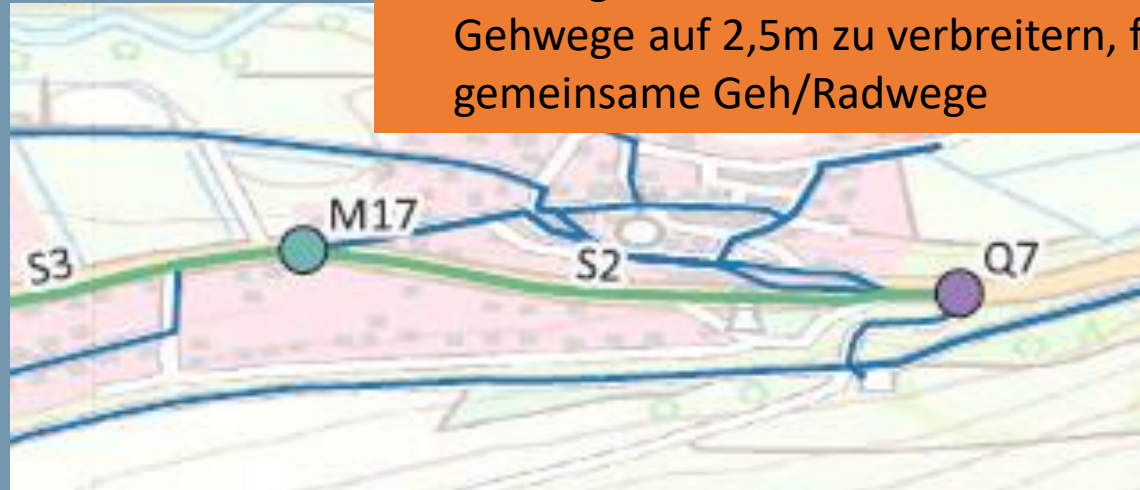 Gehwege auf 2,5m zu verbreitern, f
gemeinsame Geh/Radwege
M17
S3
S2
Q7